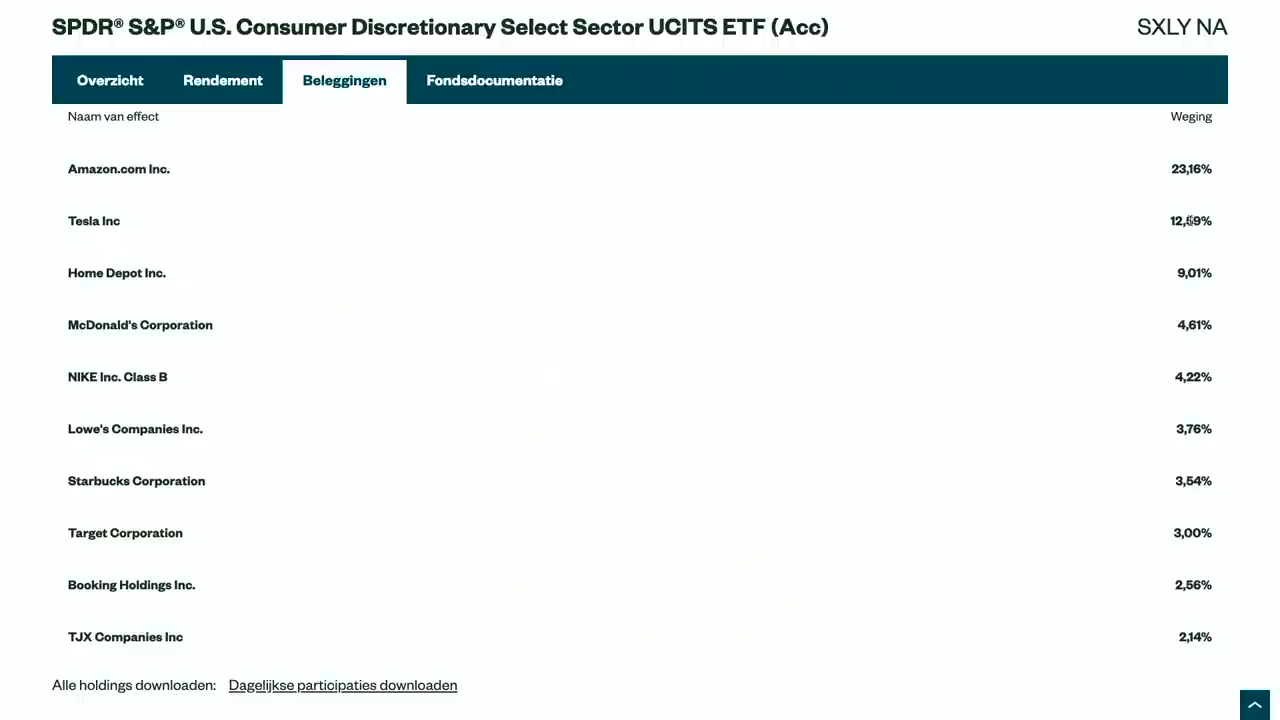 SPDR® S&P® U.S. Consumer Discretionary Select Sector UCITS ETF (Acc) SXLY NA
Overzicht Rendement Beleggingen Fondsdocumentatie
Naam van effect Weging
Amazon.com Inc. 23,16%
Tesla Inc 12,59%
Home Depot Inc. 9,01%
McDonald's Corporation 4,61%
NIKE Inc. Class B 4,22%
Lowe's Companies Inc. 3,76%
Starbucks Corporation 3,54%
Target Corporation 3,00%
Booking Holdings Inc. 2,56%
TJX Companies Inc 2,14%
Alle holdings downloaden: Dagelijkse participaties downloaden